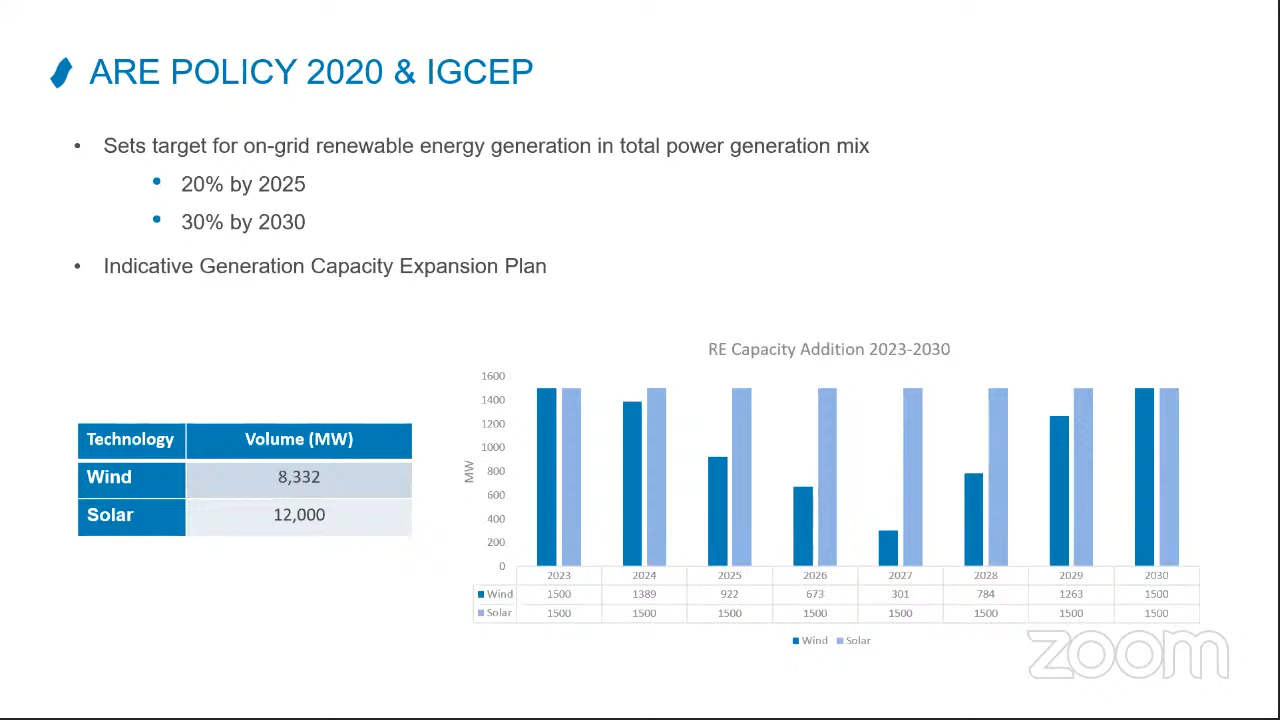 ARE POLICY 2020 & IGCEP
• Sets target for on-grid renewable energy generation in total power generation mix
• 20% by 2025
• 30% by 2030
• Indicative Generation Capacity Expansion Plan
Technology Volume (MW)
Wind 8,332
Solar 12,000
RE Capacity Addition 2023-2030
MW
1600
1400
1200
1000
800
600
400
200
0
2023 2024 2025 2026 2027 2028 2029 2030
Wind 1500 1389 922 673 301 784 1263 1500
Solar 1500 1500 1500 1500 1500 1500 1500 1500
Wind Solar
zoom